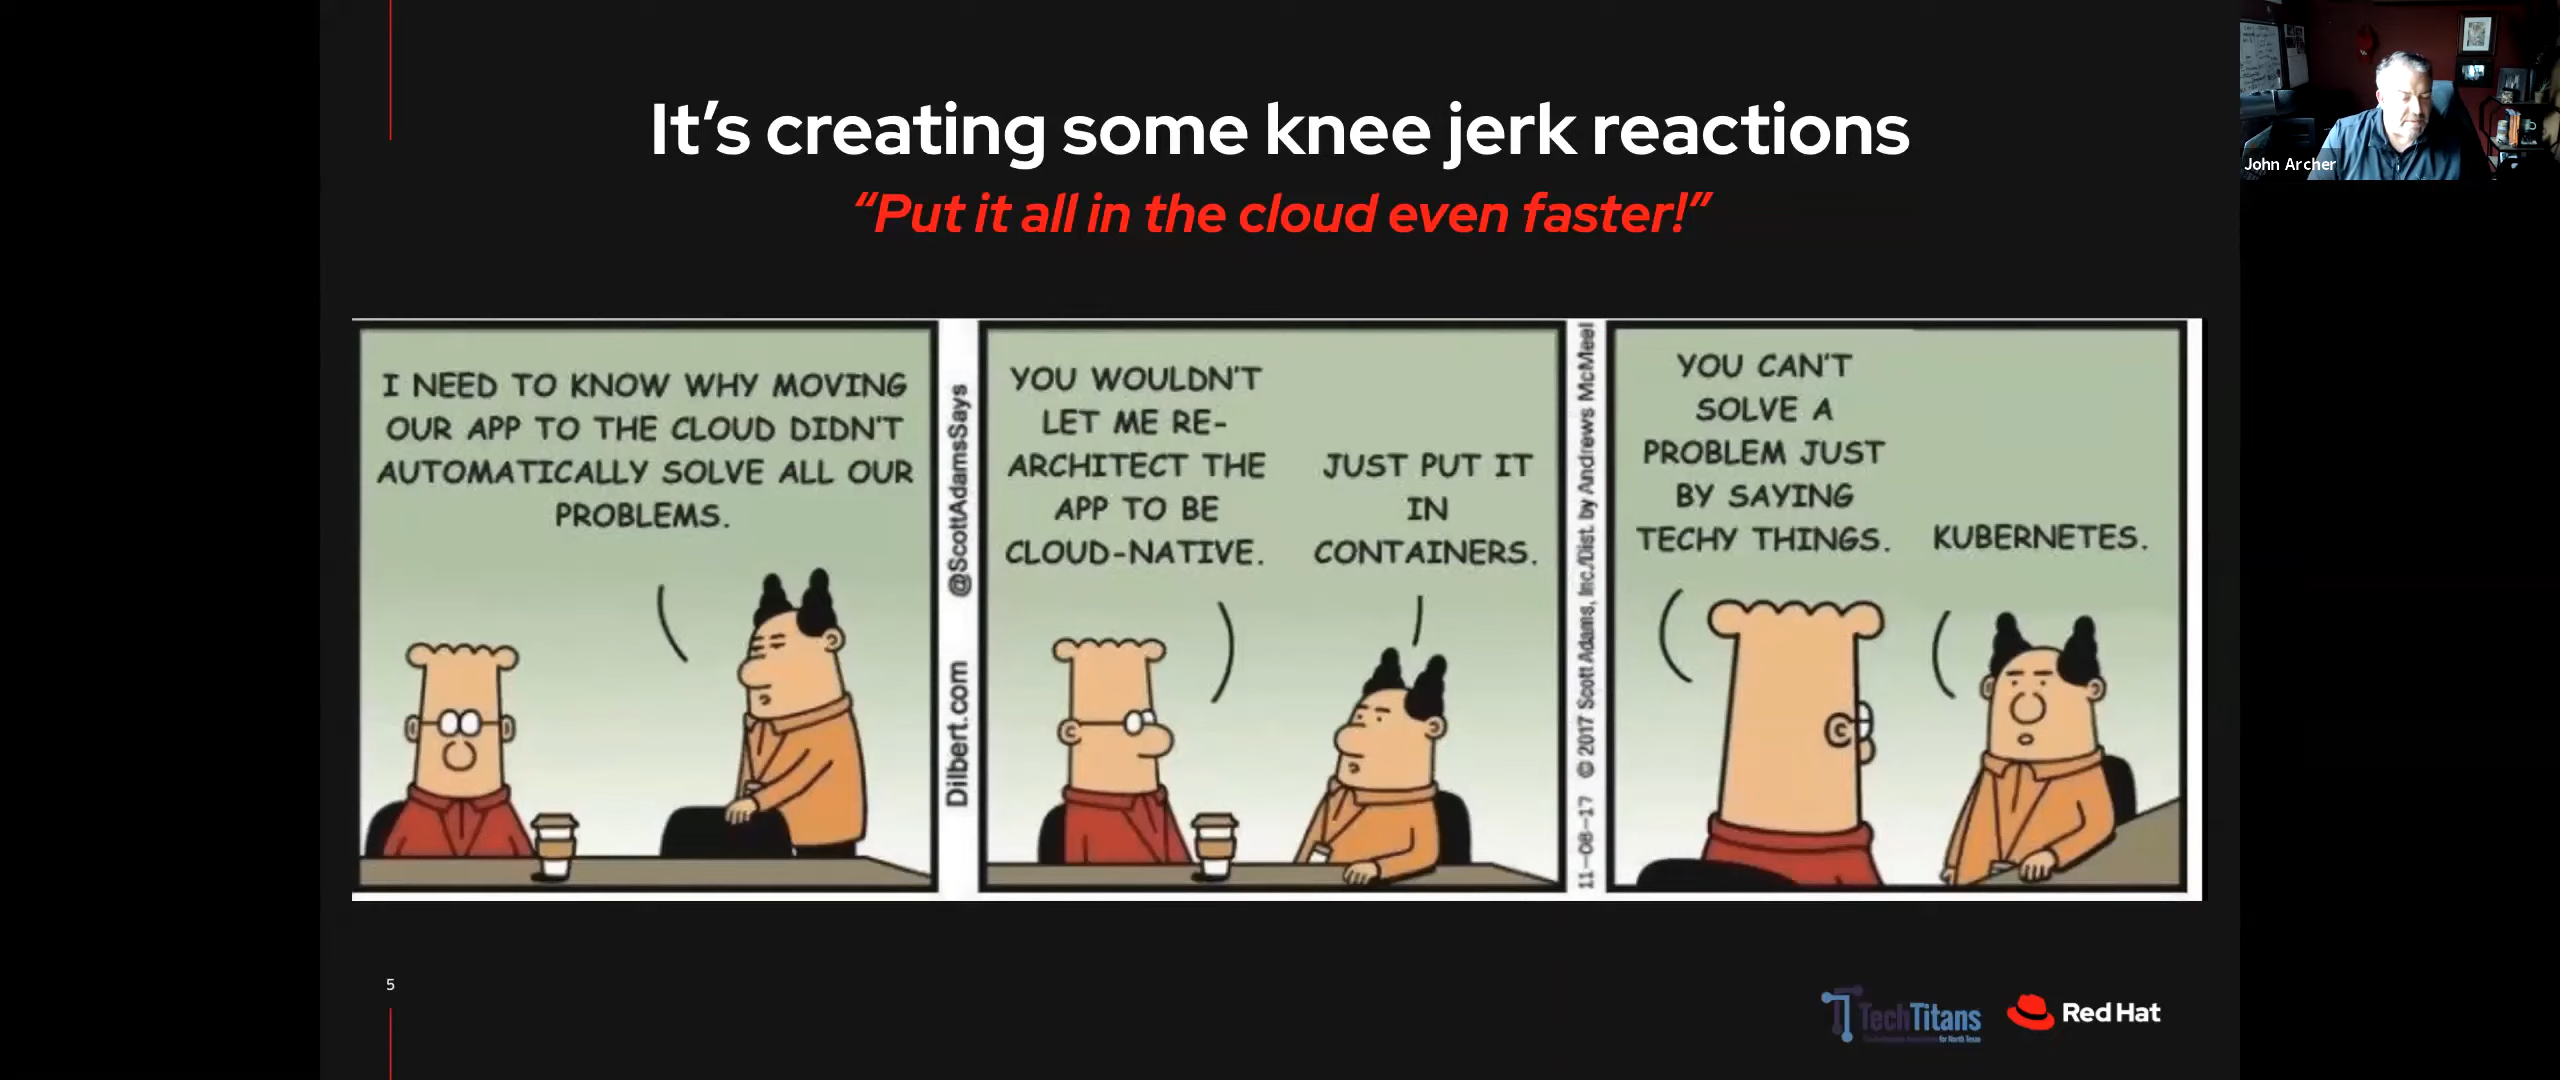 It’s creating some knee jerk reactions
“Put it all in the cloud even faster!”
John Archer
I NEED TO KNOW WHY MOVING
OUR APP TO THE CLOUD DIDN'T
AUTOMATICALLY SOLVE ALL OUR
PROBLEMS.
Dilbert.com @ScottAdamsSays
YOU WOULDN'T
LET ME RE-
ARCHITECT THE
APP TO BE
CLOUD-NATIVE.
JUST PUT IT
IN
CONTAINERS.
11-08-17 © 2017 Scott Adams, Inc./Dist. by Andrews McMeel
YOU CAN'T
SOLVE A
PROBLEM JUST
BY SAYING
TECHY THINGS.
KUBERNETES.
5
TechTitans
for North Texas
Red Hat